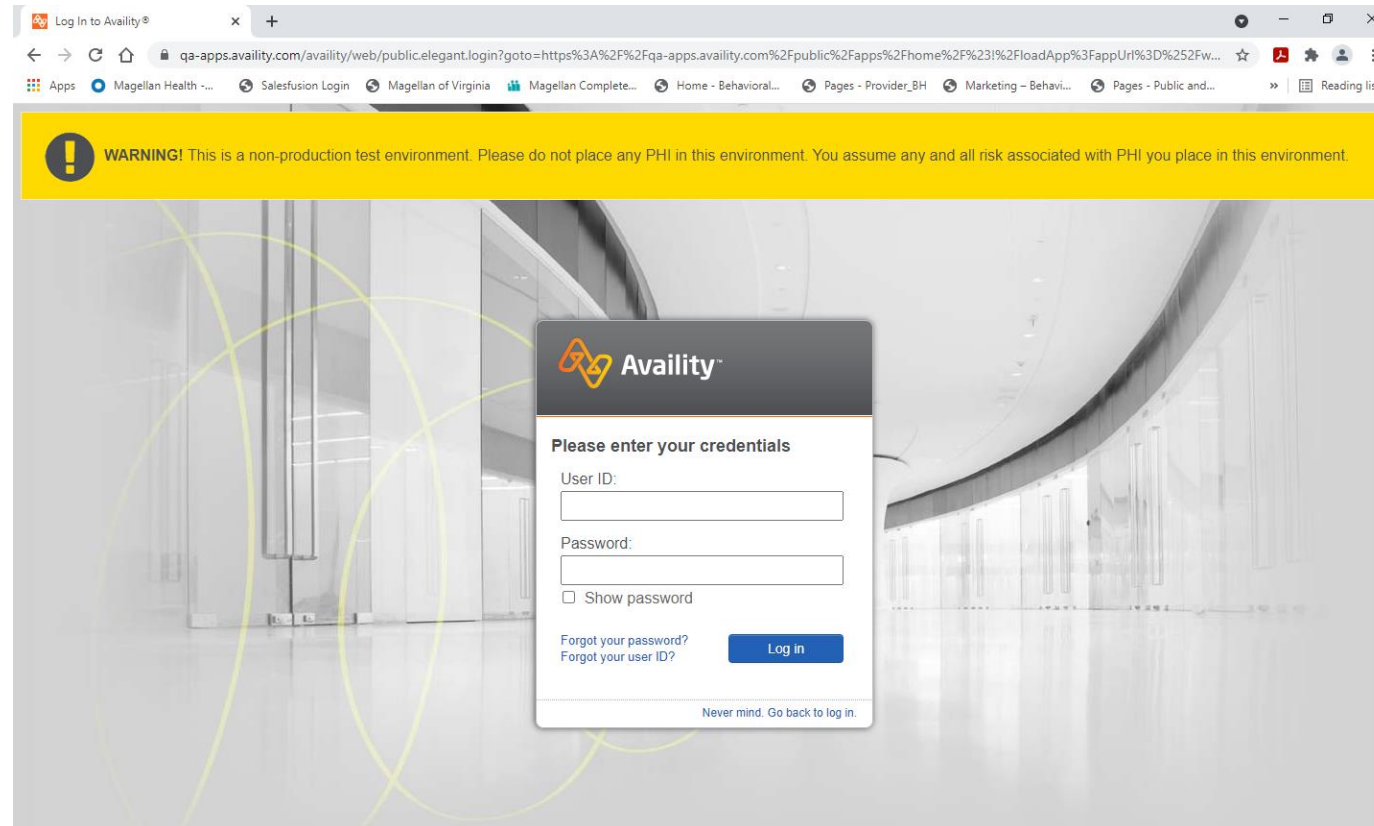 Log In to Availity®
qa-apps.availity.com/availity/web/public.elegant.login?goto=https%3A%2F%2Fqa-apps.availity.com%2Fpublic%2Fapps%2Fhome%2F%23!%2FloadApp%3FappUrl%3D%252Fw...
Apps Magellan Health -... Salesfusion Login Magellan of Virginia Magellan Complete... Home - Behavioral... Pages - Provider_BH Marketing – Behavi... Pages - Public and... » Reading lis
WARNING! This is a non-production test environment. Please do not place any PHI in this environment. You assume any and all risk associated with PHI you place in this environment.
Availity™
Please enter your credentials
User ID:
Password:
Show password
Forgot your password?
Forgot your user ID?
Log in
Never mind. Go back to log in.